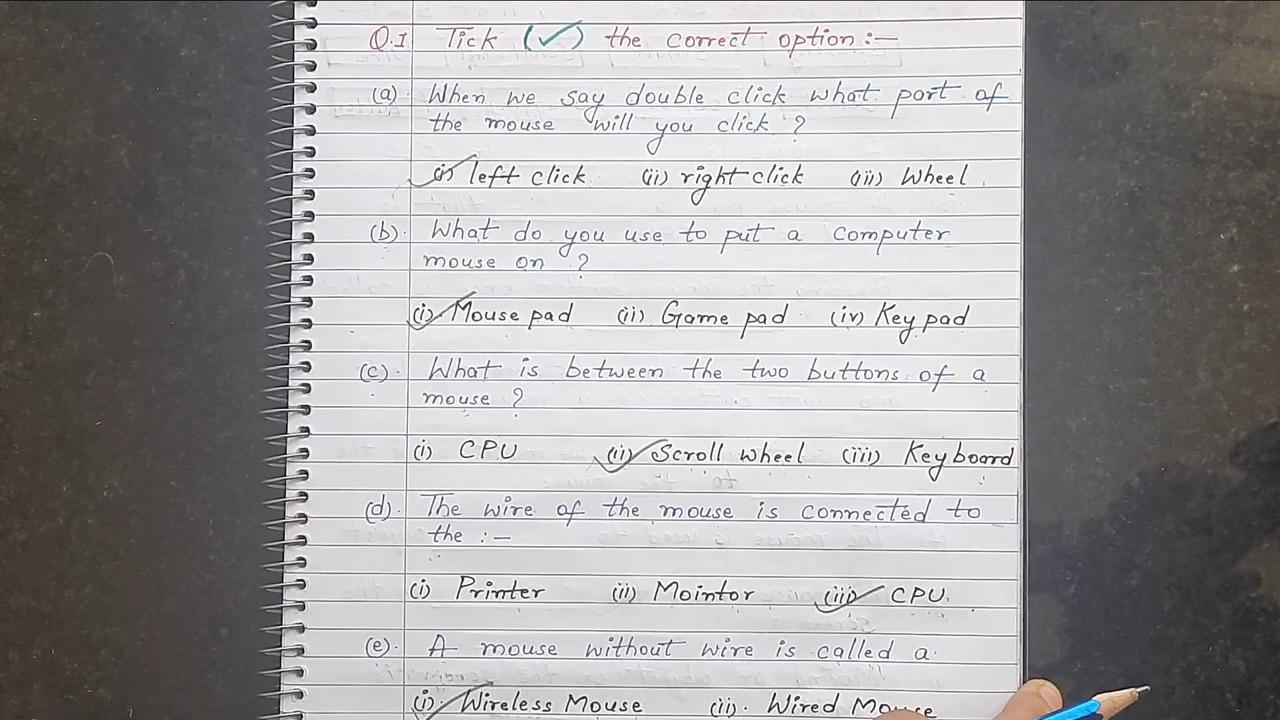 Q.1 Tick (✓) the correct option :-
(a). When we say double click what part of
the mouse will you click ?
(i) left click. (ii) right click (iii) Wheel.
(b). What do you use to put a computer
mouse on ?
(i) Mouse pad (ii) Game pad (iv) Key pad
(c). What is between the two buttons of a
mouse ?
(i) CPU (ii) Scroll wheel (iii) Keyboard
(d). The wire of the mouse is connected to
the :-
(i) Printer (ii) Mointor (iii) CPU.
(e). A mouse without wire is called a.
(i). Wireless Mouse (ii). Wired Mouse